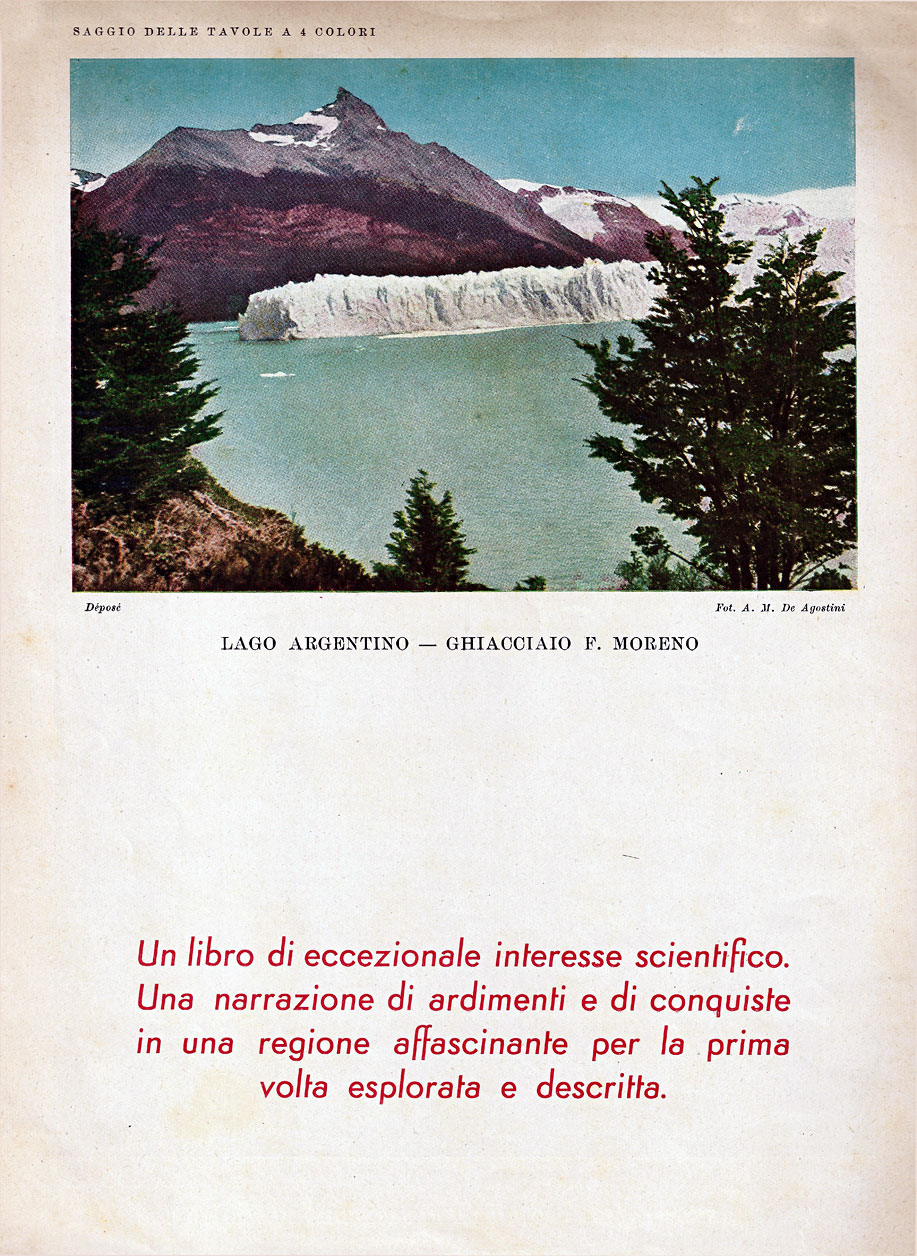 SAGGIO DELLE TAVOLE A 4 COLORI
Déposé
Fot. A. M. De Agostini
LAGO ARGENTINO — GHIACCIAIO F. MORENO
Un libro di eccezionale interesse scientifico.
Una narrazione di ardimenti e di conquiste
in una regione affascinante per la prima
volta esplorata e descritta.